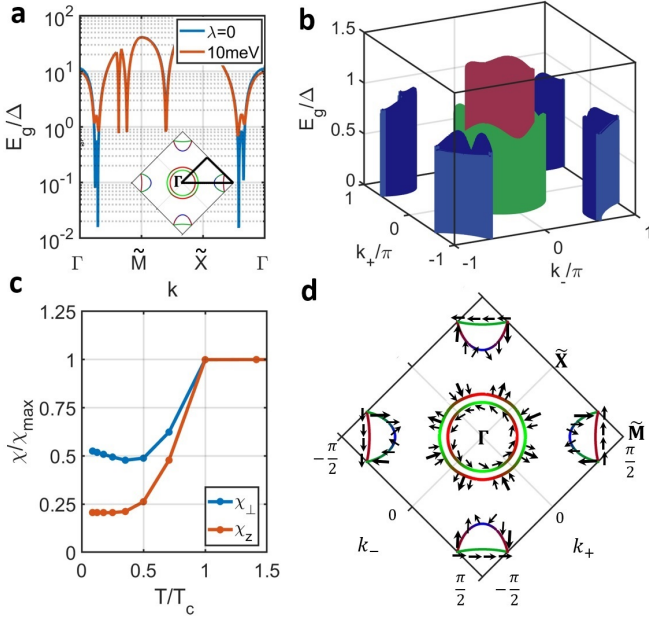 a
λ=0
10meV
E_g/Δ
10^2
10^1
10^0
10^-1
10^-2
Γ
Γ
M̃
X̃
Γ
k
b
E_g/Δ
1.5
1
0.5
0
1
0
-1
k_+/π
-1
0
1
k_-/π
c
χ/χ_max
1.25
1
0.75
0.5
0.25
0
χ_⊥
χ_z
0
0.5
1
1.5
T/T_c
d
X̃
M̃
Γ
-π/2
π/2
0
0
k_-
k_+
π/2
-π/2